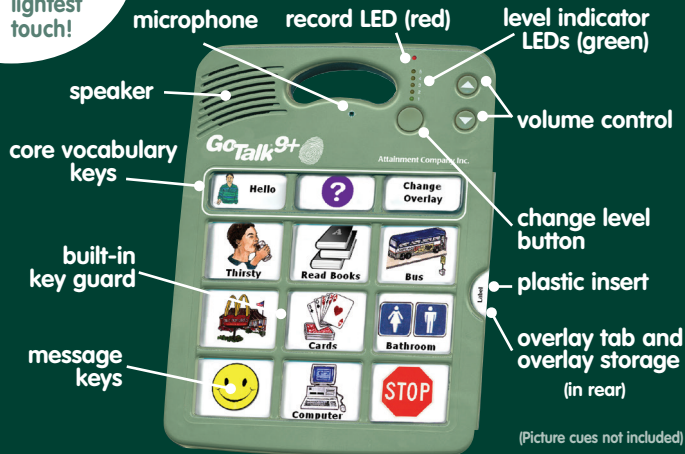 lightest
touch!
microphone
record LED (red)
level indicator
LEDs (green)
speaker
volume control
GoTalk 9+
Attainment Company, Inc.
core vocabulary
keys
Hello
?
Change
Overlay
change level
button
built-in
key guard
Thirsty
Read Books
Bus
Label
plastic insert
Cards
Bathroom
overlay tab and
overlay storage
(in rear)
message
keys
Computer
STOP
(Picture cues not included)